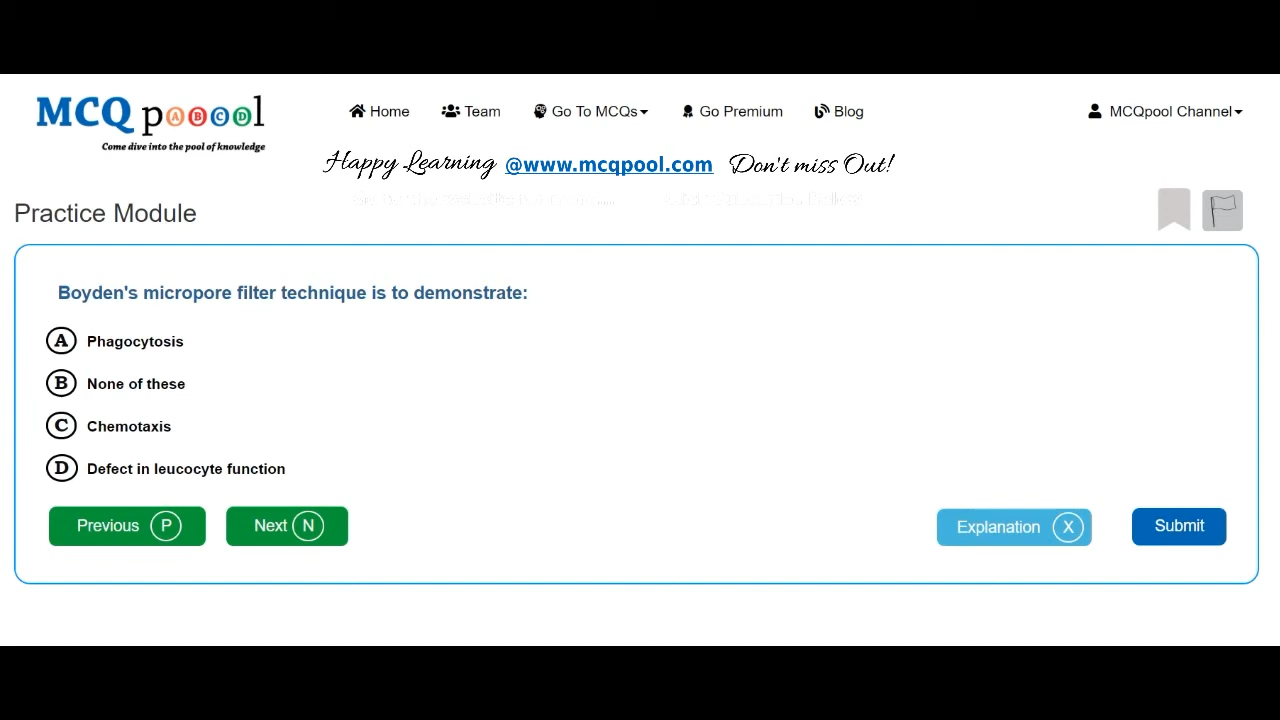 MCQ pABCDl
Come dive into the pool of knowledge
Home Team Go To MCQs Go Premium Blog MCQpool Channel
Happy Learning @www.mcqpool.com Don't miss Out!
Practice Module
Boyden's micropore filter technique is to demonstrate:
A Phagocytosis
B None of these
C Chemotaxis
D Defect in leucocyte function
Previous P Next N Explanation X Submit